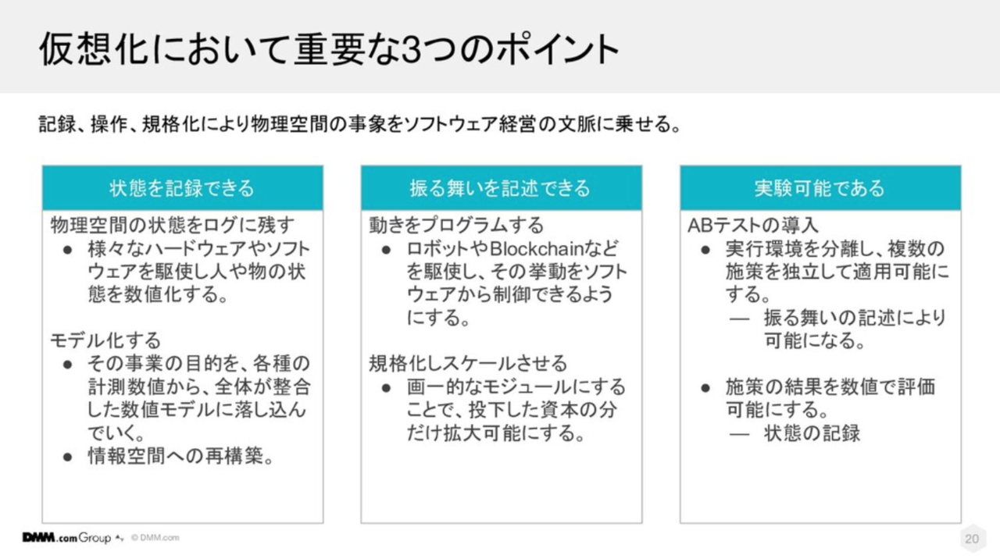 仮想化において重要な3つのポイント
記録、操作、規格化により物理空間の事象をソフトウェア経営の文脈に乗せる。
状態を記録できる
物理空間の状態をログに残す
● 様々なハードウェアやソフト
ウェアを駆使し人や物の状
態を数値化する。
モデル化する
● その事業の目的を、各種の
計測数値から、全体が整合
した数値モデルに落し込ん
でいく。
● 情報空間への再構築。
振る舞いを記述できる
動きをプログラムする
● ロボットやBlockchainなど
を駆使し、その挙動をソフト
ウェアから制御できるよう
にする。
規格化しスケールさせる
● 画一的なモジュールにする
ことで、投下した資本の分
だけ拡大可能にする。
実験可能である
ABテストの導入
● 実行環境を分離し、複数の
施策を独立して適用可能に
する。
― 振る舞いの記述により
可能になる。
● 施策の結果を数値で評価
可能にする。
― 状態の記録
DMM.comGroup © DMM.com
20